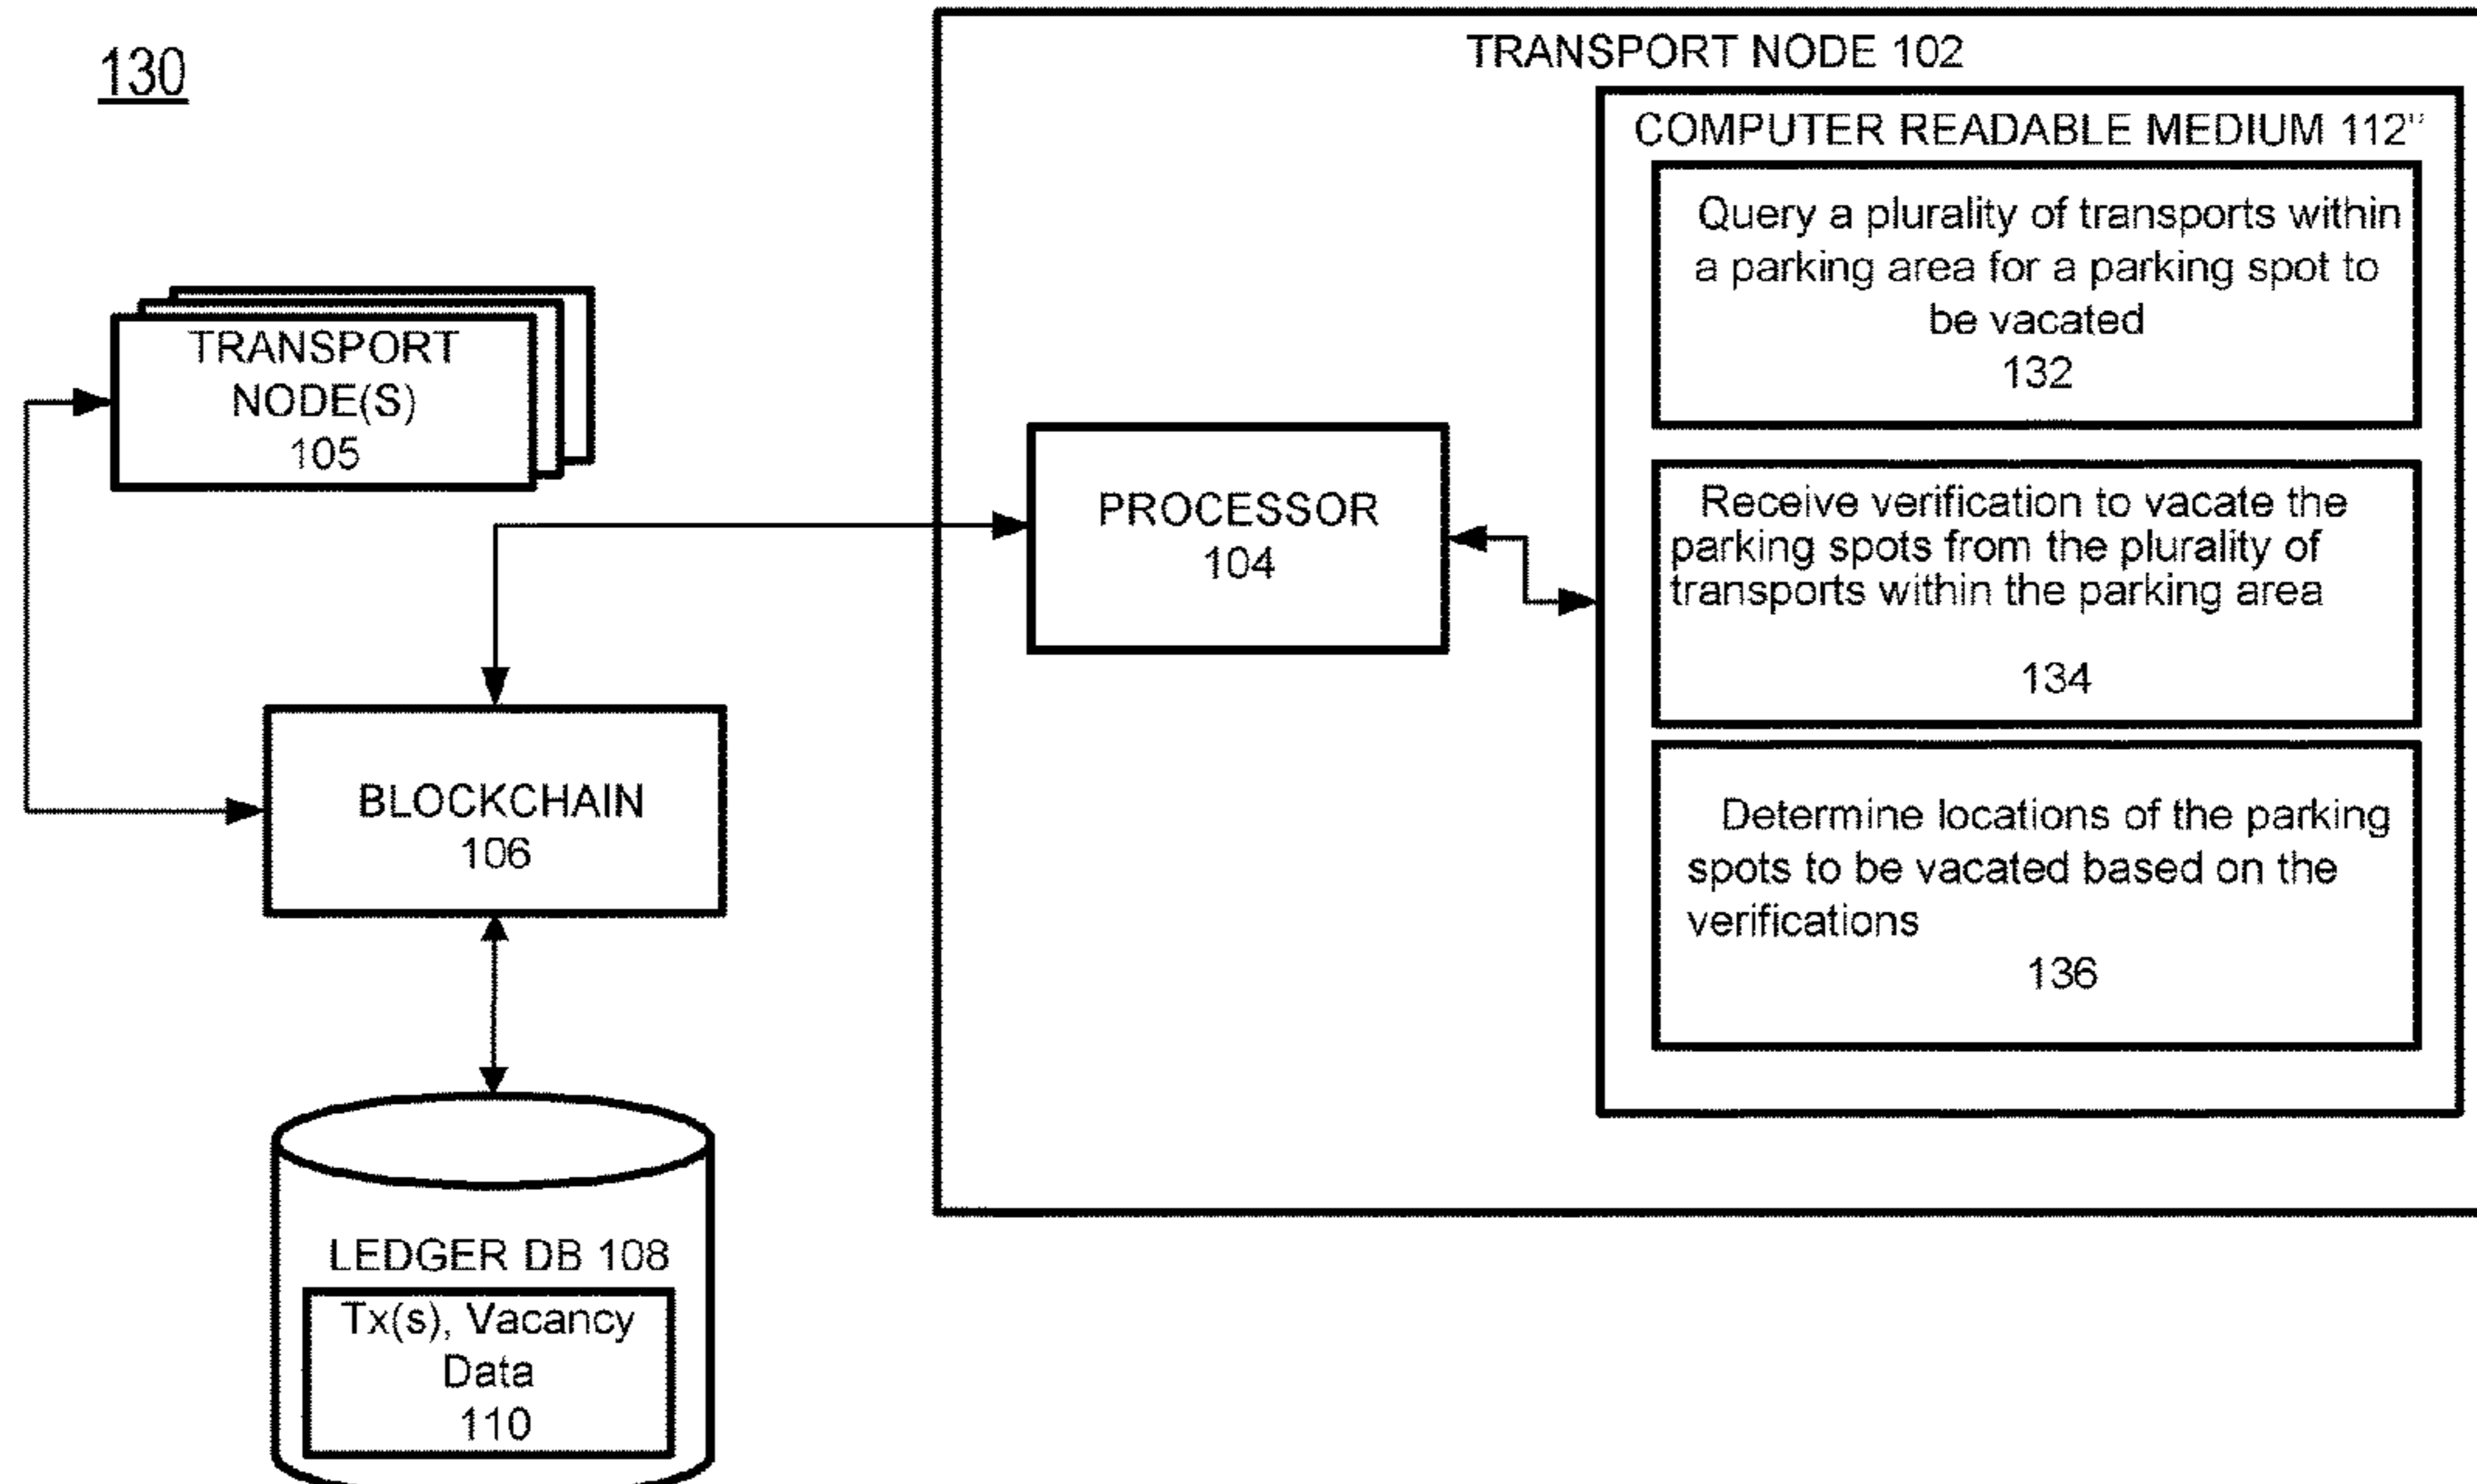 130
TRANSPORT NODE 102
COMPUTER READABLE MEDIUM 112"
Query a plurality of transports within
a parking area for a parking spot to
be vacated
132
TRANSPORT
NODE(S)
105
PROCESSOR
104
Receive verification to vacate the
parking spots from the plurality of
transports within the parking area
134
BLOCKCHAIN
106
Determine locations of the parking
spots to be vacated based on the
verifications
136
LEDGER DB 108
Tx(s), Vacancy
Data
110